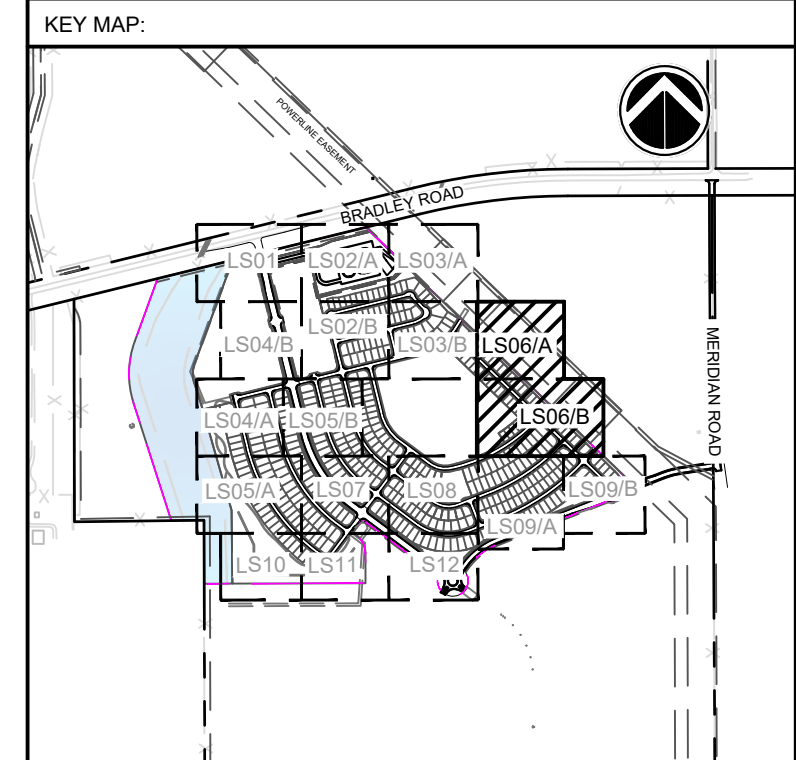 KEY MAP:
POWERLINE EASEMENT
BRADLEY ROAD
LS01
LS02/A
LS03/A
LS02/B
LS04/B
LS03/B
LS06/A
MERIDIAN ROAD
LS04/A
LS05/B
LS06/B
LS05/A
LS07
LS08
LS09/B
LS09/A
LS10
LS11
LS12